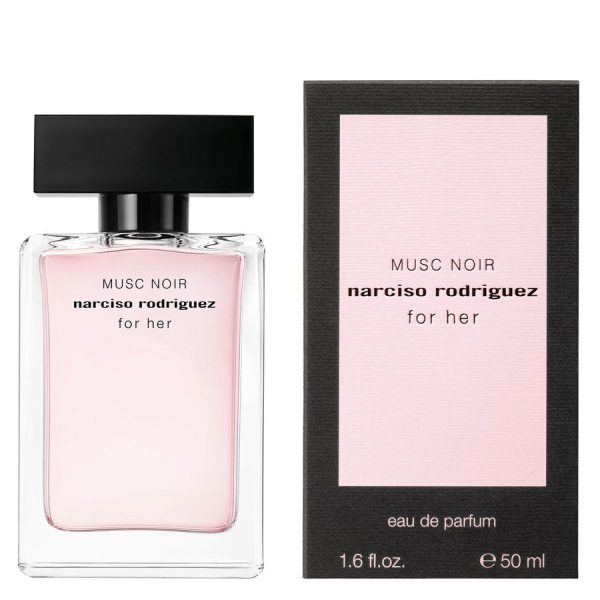 MUSC NOIR
narciso rodriguez
for her
MUSC NOIR
narciso rodriguez
for her
eau de parfum
1.6 fl.oz. ℮ 50 ml